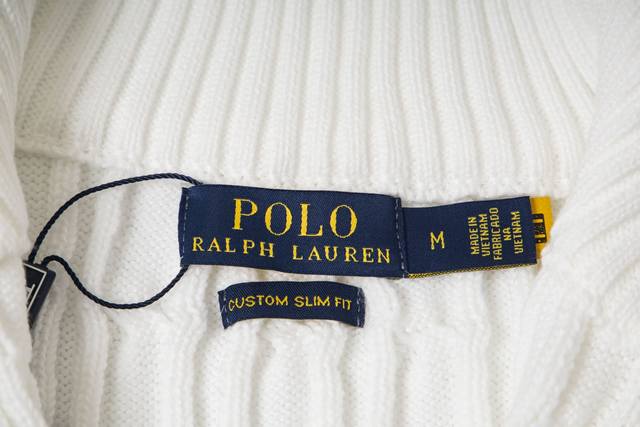 POLO
RALPH LAUREN
M
MADE IN
VIETNAM
FABRICADO
NA
VIETNAM
CUSTOM SLIM FIT